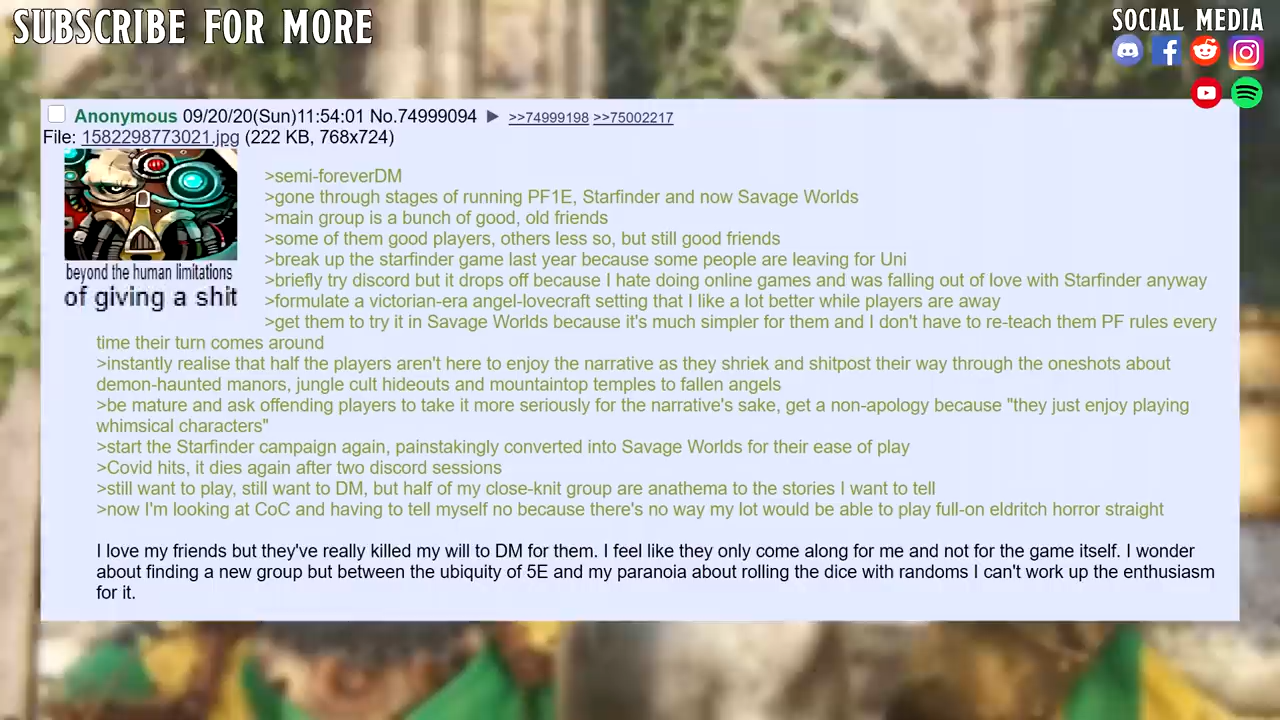 SUBSCRIBE FOR MORE
SOCIAL MEDIA
Anonymous 09/20/20(Sun)11:54:01 No.74999094 ▶ >>74999198 >>75002217
File: 1582298773021.jpg (222 KB, 768x724)
beyond the human limitations
of giving a shit
>semi-foreverDM
>gone through stages of running PF1E, Starfinder and now Savage Worlds
>main group is a bunch of good, old friends
>some of them good players, others less so, but still good friends
>break up the starfinder game last year because some people are leaving for Uni
>briefly try discord but it drops off because I hate doing online games and was falling out of love with Starfinder anyway
>formulate a victorian-era angel-lovecraft setting that I like a lot better while players are away
>get them to try it in Savage Worlds because it's much simpler for them and I don't have to re-teach them PF rules every
time their turn comes around
>instantly realise that half the players aren't here to enjoy the narrative as they shriek and shitpost their way through the oneshots about
demon-haunted manors, jungle cult hideouts and mountaintop temples to fallen angels
>be mature and ask offending players to take it more seriously for the narrative's sake, get a non-apology because "they just enjoy playing
whimsical characters"
>start the Starfinder campaign again, painstakingly converted into Savage Worlds for their ease of play
>Covid hits, it dies again after two discord sessions
>still want to play, still want to DM, but half of my close-knit group are anathema to the stories I want to tell
>now I'm looking at CoC and having to tell myself no because there's no way my lot would be able to play full-on eldritch horror straight
I love my friends but they've really killed my will to DM for them. I feel like they only come along for me and not for the game itself. I wonder
about finding a new group but between the ubiquity of 5E and my paranoia about rolling the dice with randoms I can't work up the enthusiasm
for it.